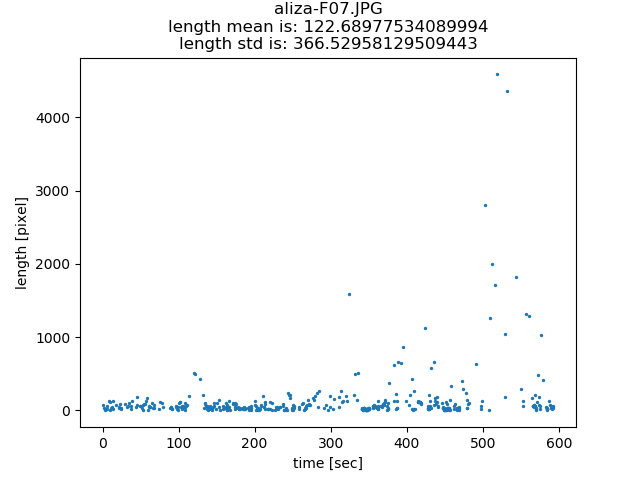 aliza-F07.JPG
length mean is: 122.68977534089994
length std is: 366.52958129509443
4000
3000
2000
1000
0
length [pixel]
0 100 200 300 400 500 600
time [sec]